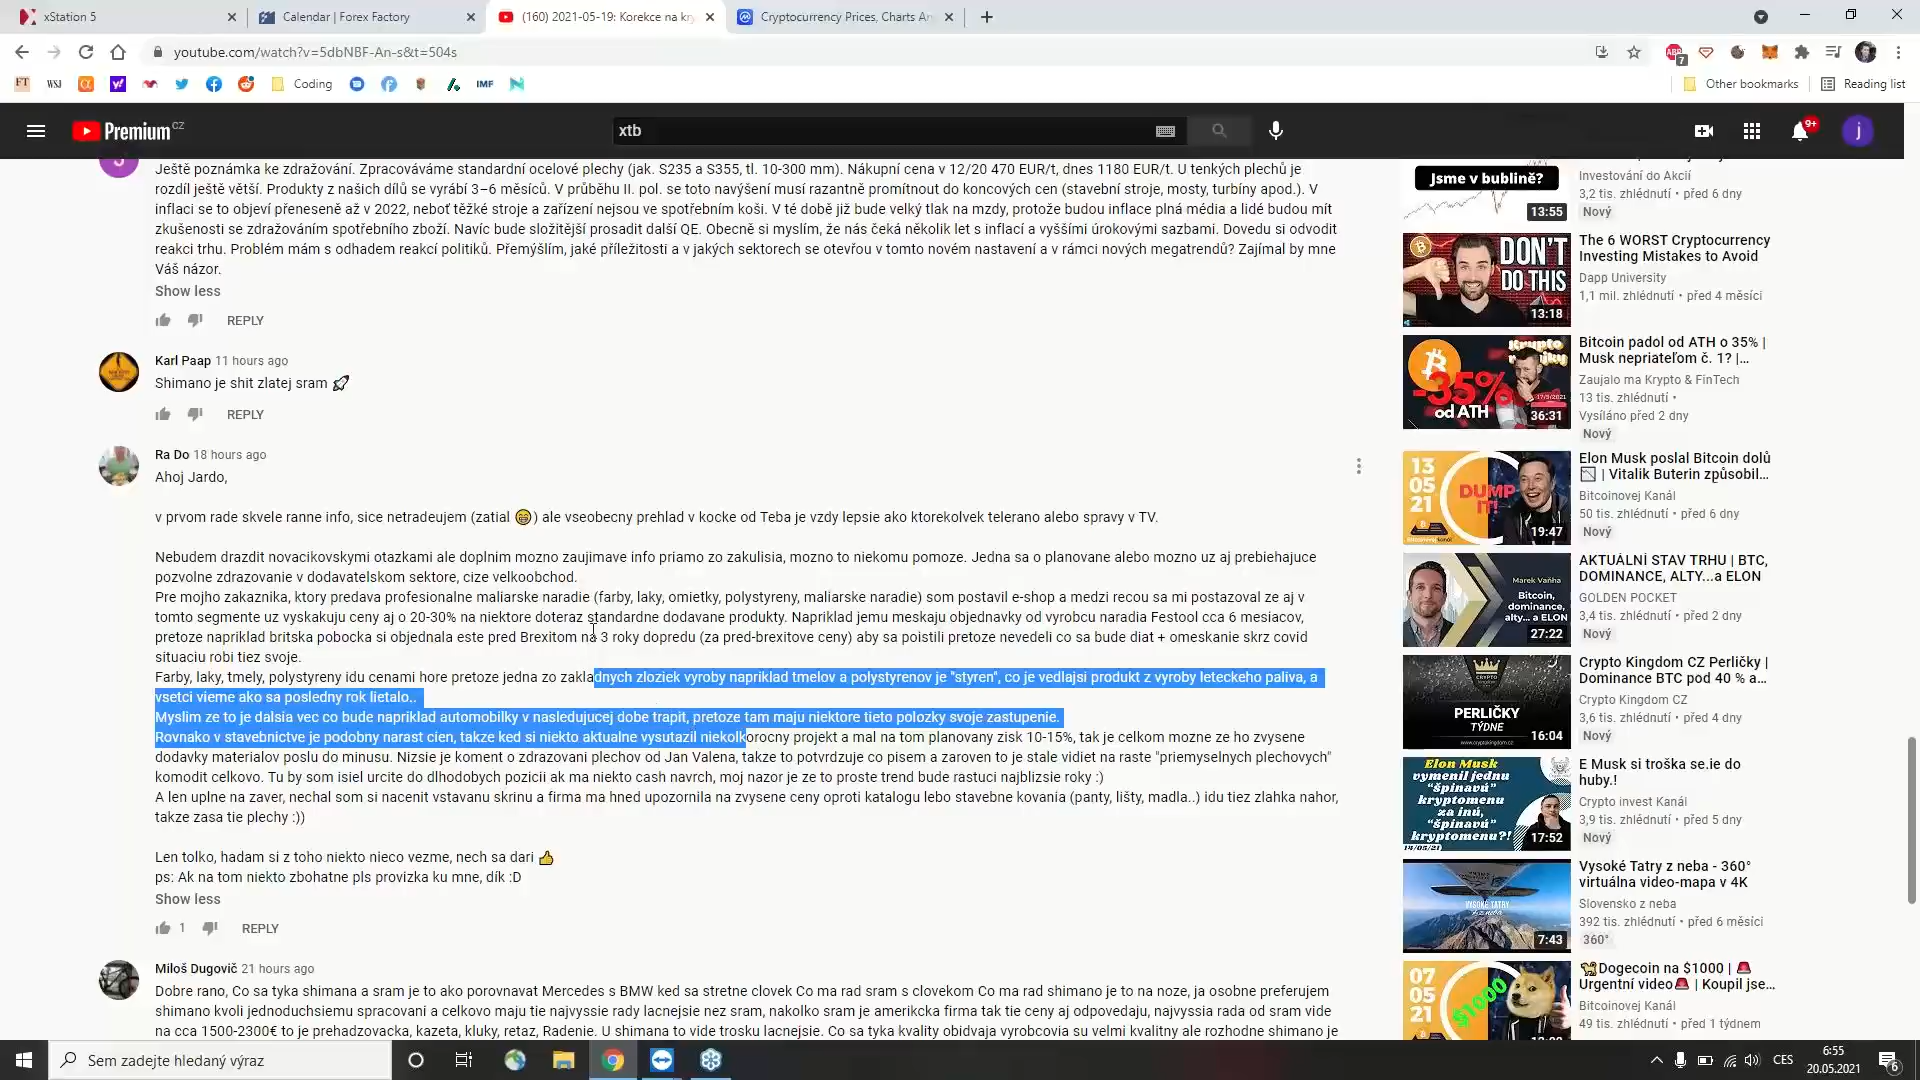 xStation 5
Calendar | Forex Factory
(160) 2021-05-19: Korekce na kry
Cryptocurrency Prices, Charts An
youtube.com/watch?v=5dbNBF-An-s&t=504s
7
FT
WSJ
Coding
IMF
Other bookmarks
Reading list
Premium CZ
xtb
9+
j
Ještě poznámka ke zdražování. Zpracováváme standardní ocelové plechy (jak. S235 a S355, tl. 10-300 mm). Nákupní cena v 12/20 470 EUR/t, dnes 1180 EUR/t. U tenkých plechů je
rozdíl ještě větší. Produkty z našich dílů se vyrábí 3–6 měsíců. V průběhu II. pol. se toto navýšení musí razantně promítnout do koncových cen (stavební stroje, mosty, turbíny apod.). V
inflaci se to objeví přeneseně až v 2022, neboť těžké stroje a zařízení nejsou ve spotřebním koši. V té době již bude velký tlak na mzdy, protože budou inflace plná média a lidé budou mít
zkušenosti se zdražováním spotřebního zboží. Navíc bude složitější prosadit další QE. Obecně si myslím, že nás čeká několik let s inflací a vyššími úrokovými sazbami. Dovedu si odvodit
reakci trhu. Problém mám s odhadem reakcí politiků. Přemýšlím, jaké příležitosti a v jakých sektorech se otevřou v tomto novém nastavení a v rámci nových megatrendů? Zajímal by mne
Váš názor.
Show less
REPLY
Karl Paap 11 hours ago
Shimano je shit zlatej sram 🚀
REPLY
Ra Do 18 hours ago
Ahoj Jardo,
v prvom rade skvele ranne info, sice netradeujem (zatial 😁) ale vseobecny prehlad v kocke od Teba je vzdy lepsie ako ktorekolvek telerano alebo spravy v TV.
Nebudem drazdit novacikovskymi otazkami ale doplnim mozno zaujimave info priamo zo zakulisia, mozno to niekomu pomoze. Jedna sa o planovane alebo mozno uz aj prebiehajuce
pozvolne zdrazovanie v dodavatelskom sektore, cize velkoobchod.
Pre mojho zakaznika, ktory predava profesionalne maliarske naradie (farby, laky, omietky, polystyreny, maliarske naradie) som postavil e-shop a medzi recou sa mi postazoval ze aj v
tomto segmente uz vyskakuju ceny aj o 20-30% na niektore doteraz standardne dodavane produkty. Napriklad jemu meskaju objednavky od vyrobcu naradia Festool cca 6 mesiacov,
pretoze napriklad britska pobocka si objednala este pred Brexitom na 3 roky dopredu (za pred-brexitove ceny) aby sa poistili pretoze nevedeli co sa bude diat + omeskanie skrz covid
situaciu robi tiez svoje.
Farby, laky, tmely, polystyreny idu cenami hore pretoze jedna zo zakladnych zloziek vyroby napriklad tmelov a polystyrenov je "styren", co je vedlajsi produkt z vyroby leteckeho paliva, a
vsetci vieme ako sa posledny rok lietalo..
Myslim ze to je dalsia vec co bude napriklad automobilky v nasledujucej dobe trapit, pretoze tam maju niektore tieto polozky svoje zastupenie.
Rovnako v stavebnictve je podobny narast cien, takze ked si niekto aktualne vysutazil niekolkorocny projekt a mal na tom planovany zisk 10-15%, tak je celkom mozne ze ho zvysene
dodavky materialov poslu do minusu. Nizsie je koment o zdrazovani plechov od Jan Valena, takze to potvrdzuje co pisem a zaroven to je stale vidiet na raste "priemyselnych plechovych"
komodit celkovo. Tu by som isiel urcite do dlhodobych pozicii ak ma niekto cash navrch, moj nazor je ze to proste trend bude rastuci najblizsie roky :)
A len uplne na zaver, nechal som si nacenit vstavanu skrinu a firma ma hned upozornila na zvysene ceny oproti katalogu lebo stavebne kovania (panty, lišty, madla..) idu tiez zlahka nahor,
takze zasa tie plechy :))
Len tolko, hadam si z toho niekto nieco vezme, nech sa dari 👍
ps: Ak na tom niekto zbohatne pls provizka ku mne, dík :D
Show less
1
REPLY
Miloš Dugovič 21 hours ago
Dobre rano, Co sa tyka shimana a sram je to ako porovnavat Mercedes s BMW ked sa stretne clovek Co ma rad sram s clovekom Co ma rad shimano je to na noze, ja osobne preferujem
shimano kvoli jednoduchsiemu spracovani a celkovo maju tie najvyssie rady lacnejsie nez sram, nakolko sram je amerikcka firma tak tie ceny aj odpovedaju, najvyssia rada od sram vide
na cca 1500-2300€ to je prehadzovacka, kazeta, kluky, retaz, Radenie. U shimana to vide trosku lacnejsie. Co sa tyka kvality obidvaja vyrobcovia su velmi kvalitny ale rozhodne shimano je
Jsme v bublině?
13:55
Investování do Akcií
3,2 tis. zhlédnutí • před 6 dny
Nový
DON'T
DO THIS
13:18
The 6 WORST Cryptocurrency
Investing Mistakes to Avoid
Dapp University
1,1 mil. zhlédnutí • před 4 měsíci
-35%
od ATH
17/5/2021
36:31
Bitcoin padol od ATH o 35% |
Musk nepriateľom č. 1? |...
Zaujalo ma Krypto & FinTech
13 tis. zhlédnutí •
Vysíláno před 2 dny
Nový
13
05
21
DUMP
IT!
19:47
Elon Musk poslal Bitcoin dolů
📉 | Vitalik Buterin způsobil...
Bitcoinovej Kanál
50 tis. zhlédnutí • před 6 dny
Nový
Marek Vaňha
Bitcoin,
dominance,
alty... a ELON
27:22
AKTUÁLNÍ STAV TRHU | BTC,
DOMINANCE, ALTY...a ELON
GOLDEN POCKET
3,4 tis. zhlédnutí • před 2 dny
Nový
PERLIČKY
TÝDNE
16:04
Crypto Kingdom CZ Perličky |
Dominance BTC pod 40 % a...
Crypto Kingdom CZ
3,6 tis. zhlédnutí • před 2 dny
Nový
Elon Musk
vymenil jednu
"špinavú"
kryptomenu
za inú,
"špinavú"
kryptomenu?!
14/05/21
17:52
E Musk si troška se.ie do
huby.!
Crypto invest Kanál
3,9 tis. zhlédnutí • před 5 dny
Nový
VYSOKÉ TATRY
7:43
Vysoké Tatry z neba - 360°
virtuálna video-mapa v 4K
Slovensko z neba
392 tis. zhlédnutí • před 6 měsíci
360°
07
05
21
$1000
🐕Dogecoin na $1000 | 🚨
Urgentní video🚨 | Koupil jse...
Bitcoinovej Kanál
49 tis. zhlédnutí • před 1 týdnem
Sem zadejte hledaný výraz
CES
6:55
20.05.2021
6